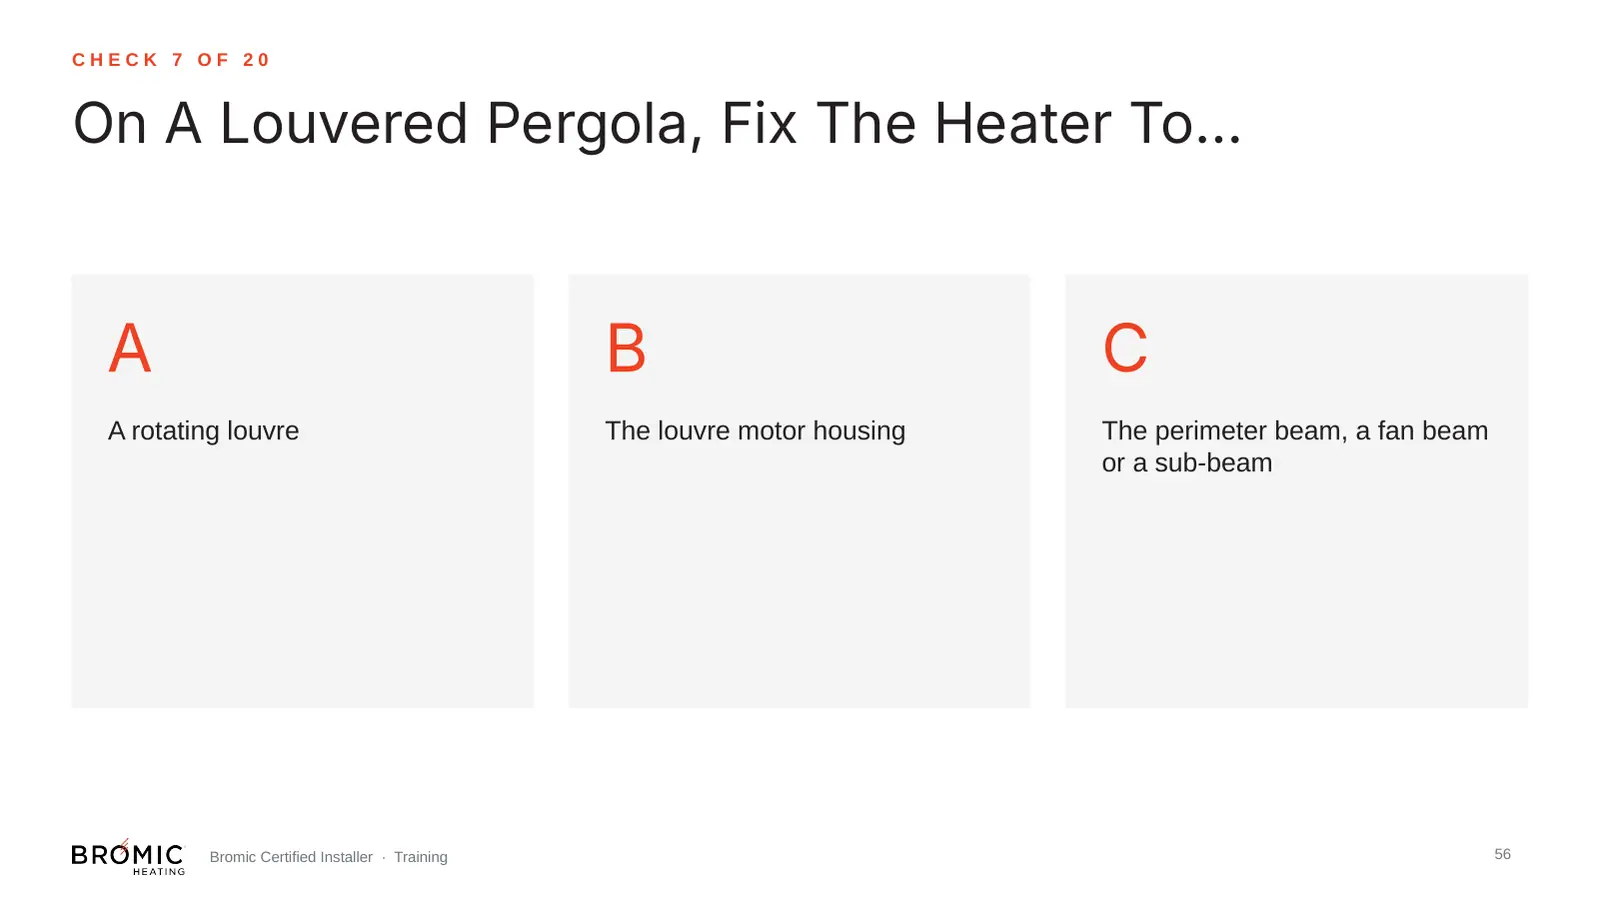 CHECK 7 OF 20
On A Louvered Pergola, Fix The Heater To...
A
A rotating louvre
B
The louvre motor housing
C
The perimeter beam, a fan beam
or a sub-beam
BROMIC
HEATING
Bromic Certified Installer · Training
56